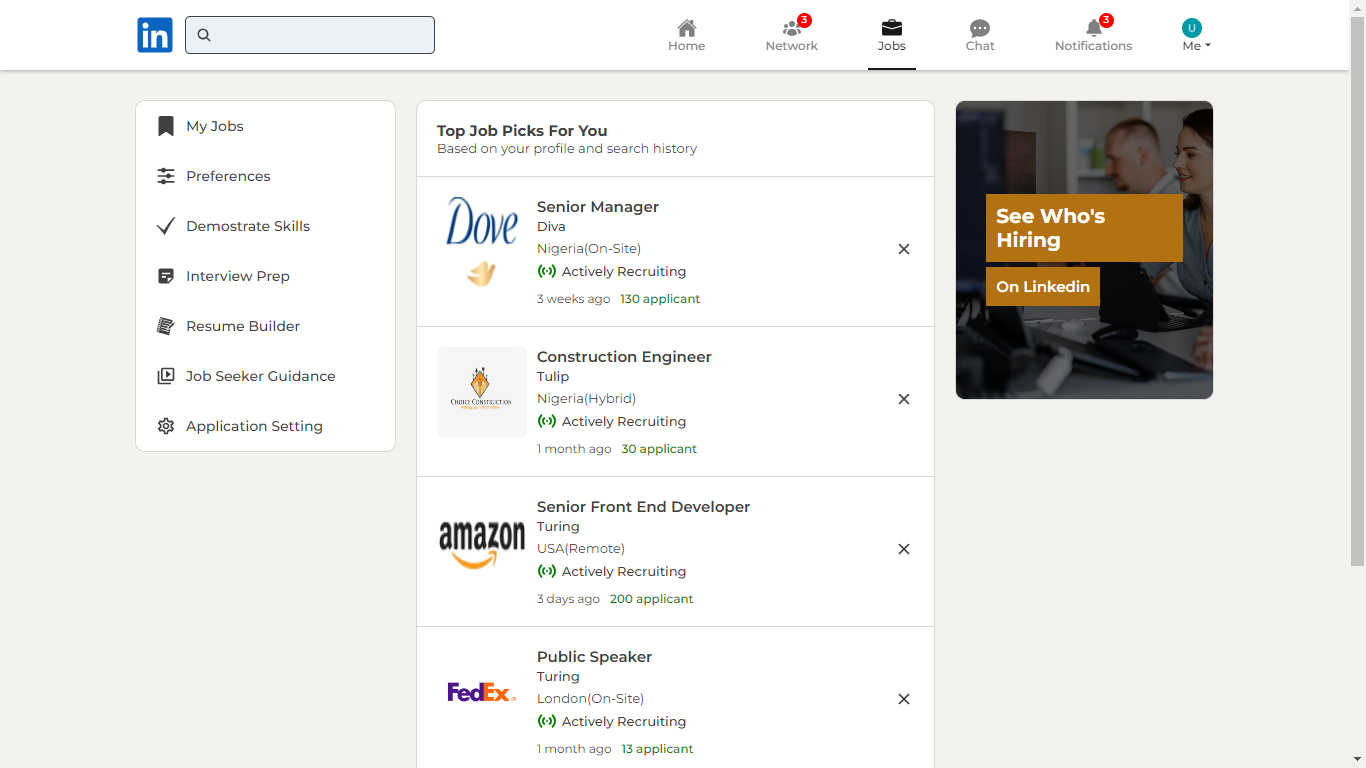 in
Home
Network
3
Jobs
Chat
Notifications
3
U
Me
My Jobs
Preferences
Demostrate Skills
Interview Prep
Resume Builder
Job Seeker Guidance
Application Setting
Top Job Picks For You
Based on your profile and search history
Dove
Senior Manager
Diva
Nigeria(On-Site)
Actively Recruiting
3 weeks ago 130 applicant
CHOICE CONSTRUCTION
Construction Engineer
Tulip
Nigeria(Hybrid)
Actively Recruiting
1 month ago 30 applicant
amazon
Senior Front End Developer
Turing
USA(Remote)
Actively Recruiting
3 days ago 200 applicant
FedEx
Public Speaker
Turing
London(On-Site)
Actively Recruiting
1 month ago 13 applicant
See Who's
Hiring
On Linkedin